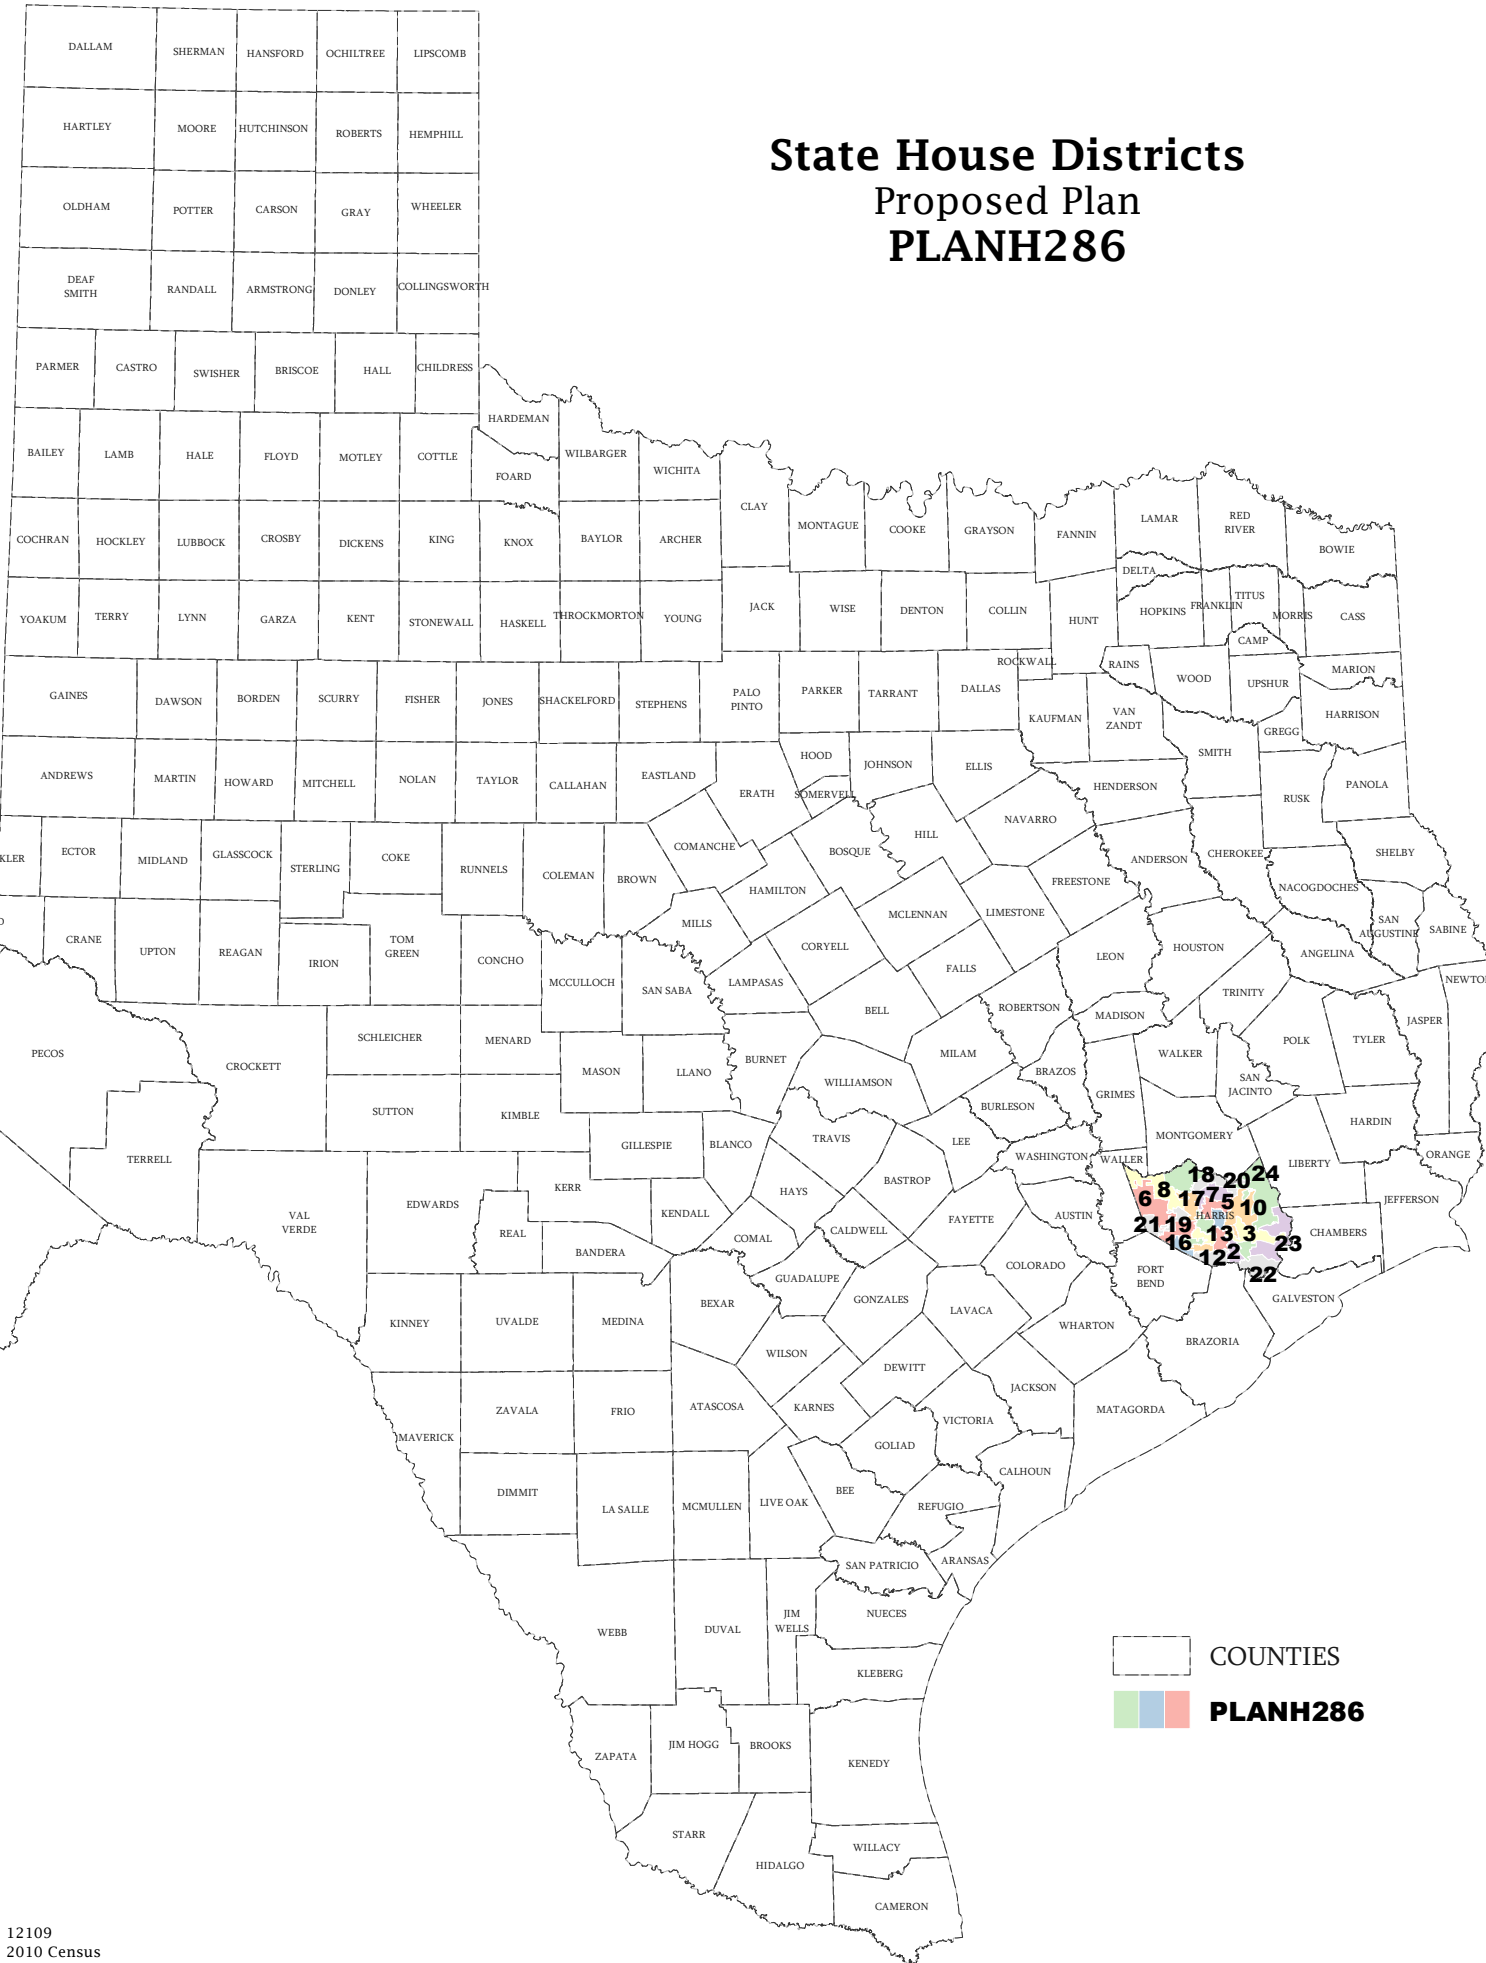 State House Districts
Proposed Plan
PLANH286
DALLAM
SHERMAN
HANSFORD
OCHILTREE
LIPSCOMB
HARTLEY
MOORE
HUTCHINSON
ROBERTS
HEMPHILL
OLDHAM
POTTER
CARSON
GRAY
WHEELER
DEAF
SMITH
RANDALL
ARMSTRONG
DONLEY
COLLINGSWORTH
PARMER
CASTRO
SWISHER
BRISCOE
HALL
CHILDRESS
HARDEMAN
BAILEY
LAMB
HALE
FLOYD
MOTLEY
COTTLE
FOARD
WILBARGER
WICHITA
CLAY
MONTAGUE
COOKE
GRAYSON
FANNIN
LAMAR
RED
RIVER
BOWIE
COCHRAN
HOCKLEY
LUBBOCK
CROSBY
DICKENS
KING
KNOX
BAYLOR
ARCHER
DELTA
YOAKUM
TERRY
LYNN
GARZA
KENT
STONEWALL
HASKELL
THROCKMORTON
YOUNG
JACK
WISE
DENTON
COLLIN
HUNT
HOPKINS
FRANKLIN
TITUS
MORRIS
CASS
CAMP
GAINES
DAWSON
BORDEN
SCURRY
FISHER
JONES
SHACKELFORD
STEPHENS
PALO
PINTO
PARKER
TARRANT
DALLAS
ROCKWALL
RAINS
WOOD
UPSHUR
MARION
KAUFMAN
VAN
ZANDT
GREGG
HARRISON
ANDREWS
MARTIN
HOWARD
MITCHELL
NOLAN
TAYLOR
CALLAHAN
EASTLAND
ERATH
HOOD
SOMERVELL
JOHNSON
ELLIS
HENDERSON
SMITH
RUSK
PANOLA
KLER
ECTOR
MIDLAND
GLASSCOCK
STERLING
COKE
RUNNELS
COLEMAN
BROWN
COMANCHE
HAMILTON
BOSQUE
HILL
NAVARRO
FREESTONE
ANDERSON
CHEROKEE
NACOGDOCHES
SHELBY
CRANE
UPTON
REAGAN
IRION
TOM
GREEN
CONCHO
MCCULLOCH
SAN SABA
MILLS
LAMPASAS
CORYELL
MCLENNAN
LIMESTONE
FALLS
LEON
HOUSTON
ANGELINA
SAN
AUGUSTINE
SABINE
NEWTO
PECOS
CROCKETT
SCHLEICHER
MENARD
MASON
LLANO
BURNET
BELL
WILLIAMSON
MILAM
ROBERTSON
BRAZOS
MADISON
GRIMES
WALKER
TRINITY
SAN
JACINTO
POLK
TYLER
JASPER
SUTTON
KIMBLE
GILLESPIE
BLANCO
TRAVIS
LEE
BURLESON
WASHINGTON
WALLER
MONTGOMERY
LIBERTY
HARDIN
ORANGE
TERRELL
VAL
VERDE
EDWARDS
REAL
KERR
BANDERA
KENDALL
COMAL
HAYS
CALDWELL
BASTROP
FAYETTE
AUSTIN
18
20
24
6
8
17
7
5
10
HARRIS
21
19
13
3
16
12
2
23
22
CHAMBERS
JEFFERSON
KINNEY
UVALDE
MEDINA
BEXAR
GUADALUPE
GONZALES
LAVACA
COLORADO
WHARTON
FORT
BEND
BRAZORIA
GALVESTON
WILSON
DEWITT
JACKSON
MATAGORDA
MAVERICK
ZAVALA
FRIO
ATASCOSA
KARNES
GOLIAD
VICTORIA
CALHOUN
DIMMIT
LA SALLE
MCMULLEN
LIVE OAK
BEE
REFUGIO
ARANSAS
SAN PATRICIO
WEBB
DUVAL
JIM
WELLS
NUECES
KLEBERG
ZAPATA
JIM HOGG
BROOKS
KENEDY
STARR
HIDALGO
WILLACY
CAMERON
COUNTIES
PLANH286
12109
2010 Census